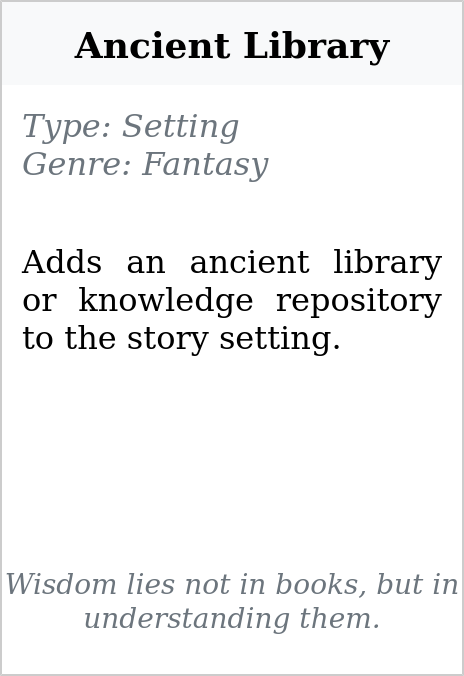 Ancient Library
Type: Setting
Genre: Fantasy
Adds an ancient library
or knowledge repository
to the story setting.
Wisdom lies not in books, but in
understanding them.